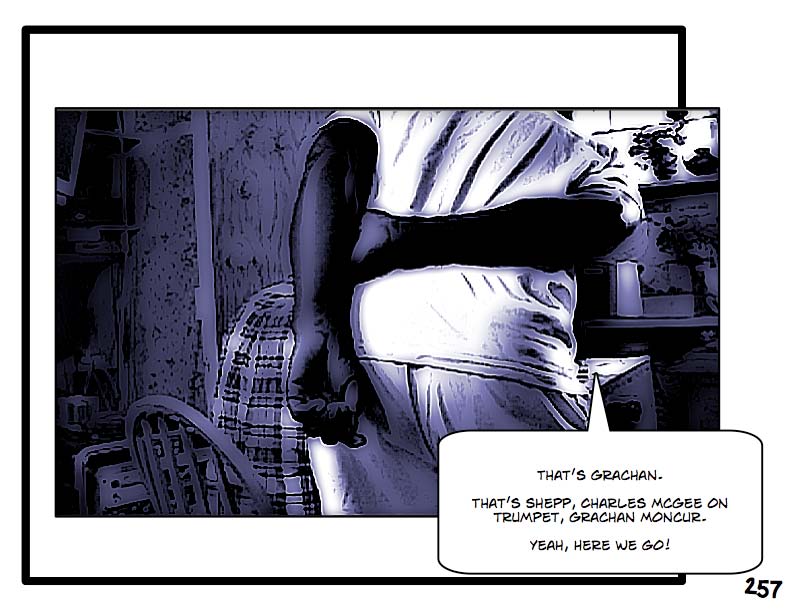 THAT'S GRACHAN.
THAT'S SHEPP, CHARLES MCGEE ON
TRUMPET, GRACHAN MONCUR.
YEAH, HERE WE GO!
257